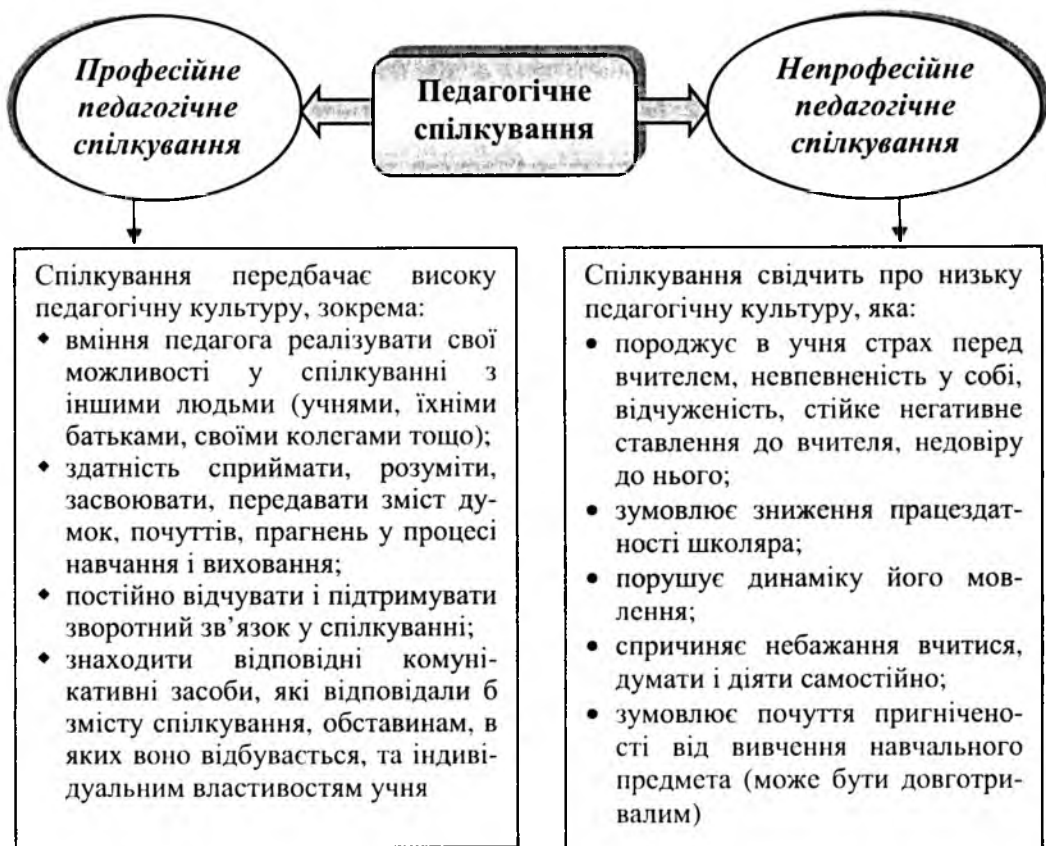 Професійне
педагогічне
спілкування
Педагогічне
спілкування
Непрофесійне
педагогічне
спілкування
Спілкування передбачає високу
педагогічну культуру, зокрема:
вміння педагога реалізувати свої
можливості у спілкуванні з
іншими людьми (учнями, їхніми
батьками, своїми колегами тощо);
здатність сприймати, розуміти,
засвоювати, передавати зміст ду-
мок, почуттів, прагнень у процесі
навчання і виховання;
постійно відчувати і підтримувати
зворотний зв’язок у спілкуванні;
знаходити відповідні комуні-
кативні засоби, які відповідали б
змісту спілкування, обставинам, в
яких воно відбувається, та індиві-
дуальним властивостям учня
Спілкування свідчить про низьку
педагогічну культуру, яка:
породжує в учня страх перед
вчителем, невпевненість у собі,
відчуженість, стійке негативне
ставлення до вчителя, недовіру
до нього;
зумовлює зниження працездат-
ності школяра;
порушує динаміку його мов-
лення;
спричиняє небажання вчитися,
думати і діяти самостійно;
зумовлює почуття пригнічено-
сті від вивчення навчального
предмета (може бути довготри-
валим)